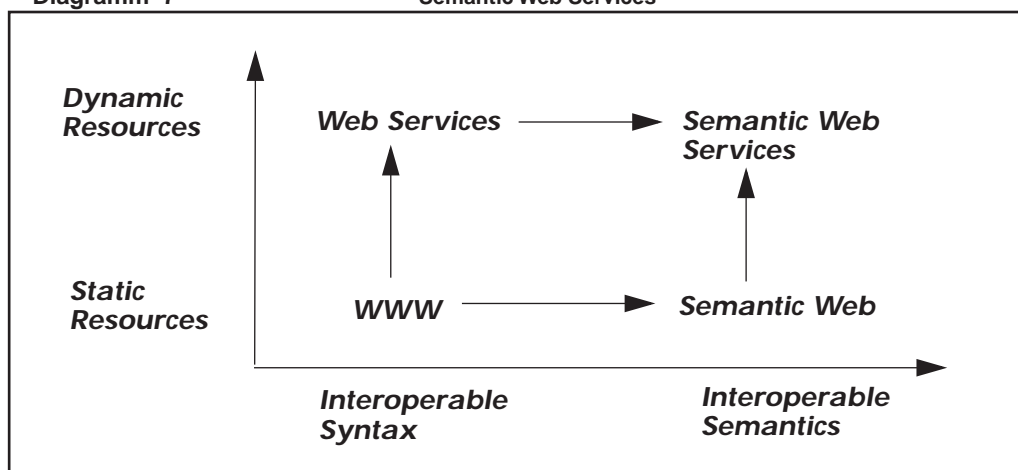 Diagramm 7 Semantic Web Services
Dynamic
Resources
Web Services
Semantic Web
Services
Static
Resources
WWW
Semantic Web
Interoperable
Syntax
Interoperable
Semantics